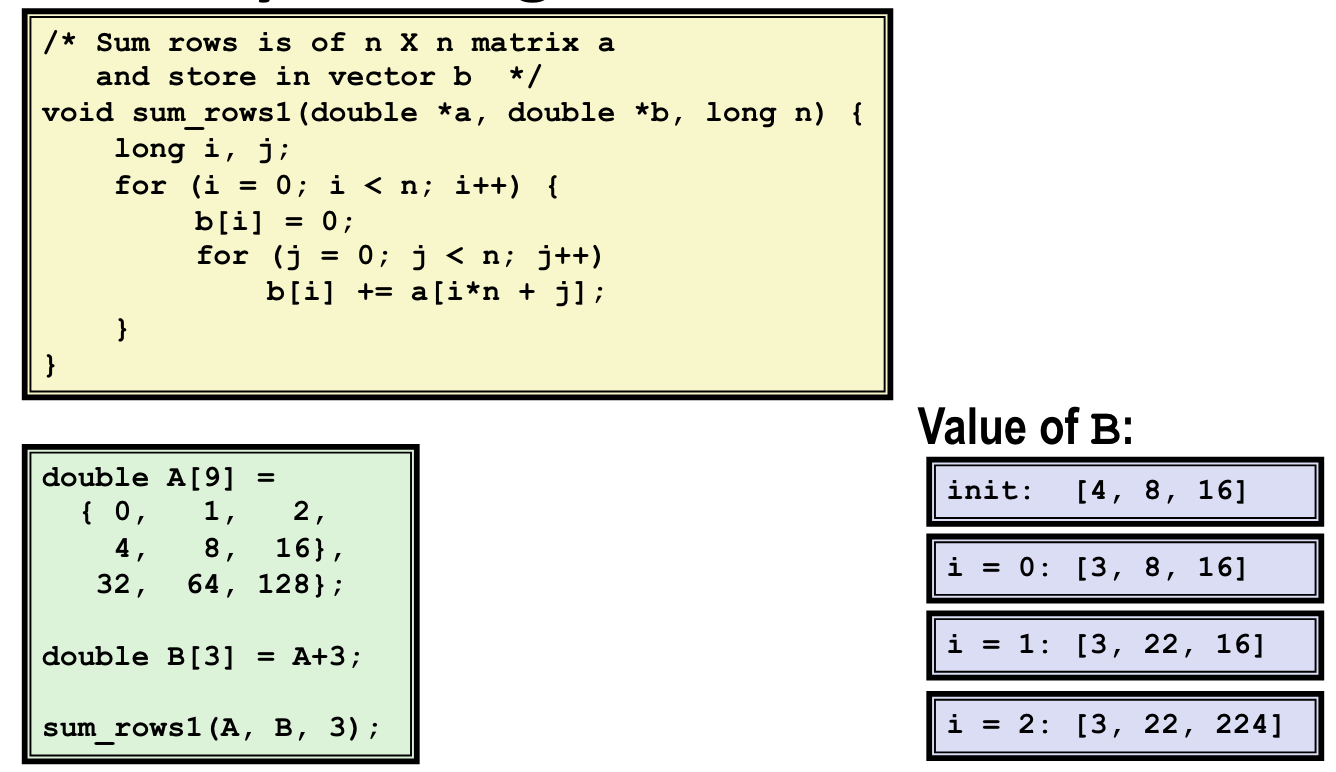 /* Sum rows is of n X n matrix a
   and store in vector b  */
void sum_rows1(double *a, double *b, long n) {
    long i, j;
    for (i = 0; i < n; i++) {
        b[i] = 0;
        for (j = 0; j < n; j++)
            b[i] += a[i*n + j];
    }
}
double A[9] =
  { 0,   1,   2,
    4,   8,  16},
   32,  64, 128};
double B[3] = A+3;
sum_rows1(A, B, 3);
Value of B:
init:  [4, 8, 16]
i = 0: [3, 8, 16]
i = 1: [3, 22, 16]
i = 2: [3, 22, 224]